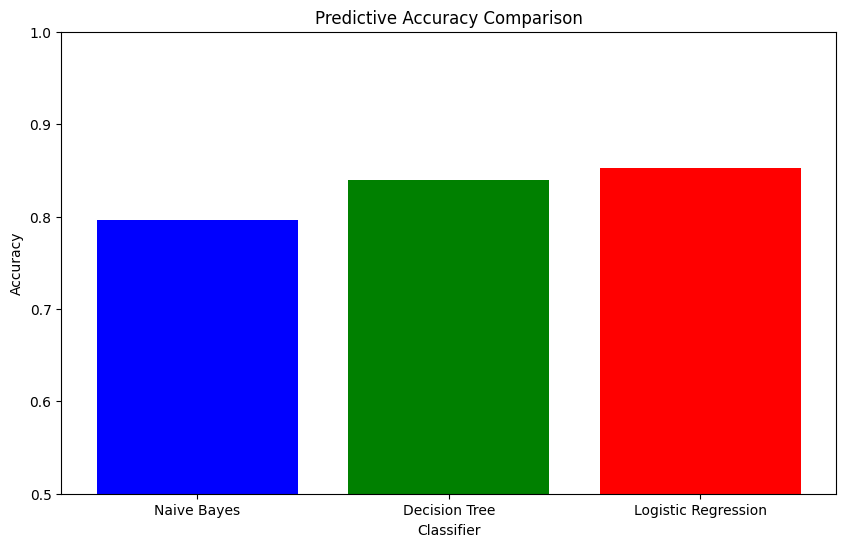 Predictive Accuracy Comparison
1.0
0.9
0.8
0.7
0.6
0.5
Accuracy
Naive Bayes
Decision Tree
Logistic Regression
Classifier